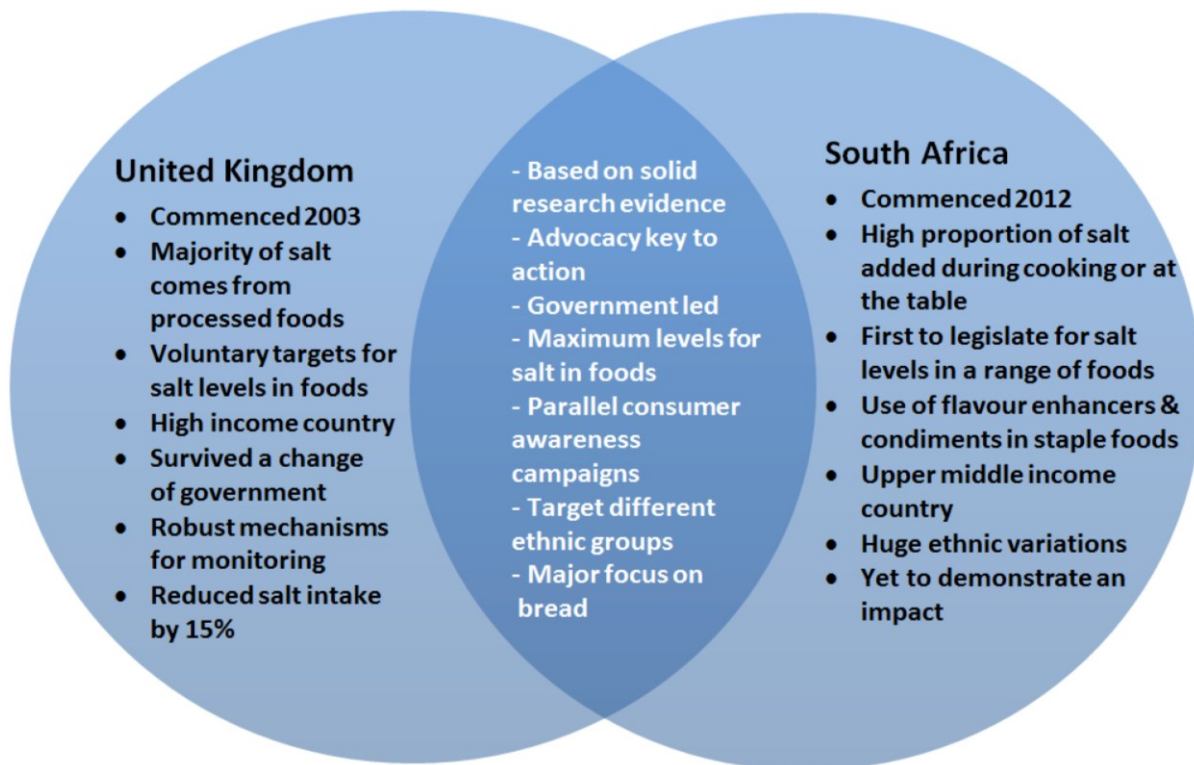 United Kingdom
• Commenced 2003
• Majority of salt
comes from
processed foods
• Voluntary targets for
salt levels in foods
• High income country
• Survived a change
of government
• Robust mechanisms
for monitoring
• Reduced salt intake
by 15%
- Based on solid
research evidence
- Advocacy key to
action
- Government led
- Maximum levels for
salt in foods
- Parallel consumer
awareness
campaigns
- Target different
ethnic groups
- Major focus on
bread
South Africa
• Commenced 2012
• High proportion of salt
added during cooking or at
the table
• First to legislate for salt
levels in a range of foods
• Use of flavour enhancers &
condiments in staple foods
• Upper middle income
country
• Huge ethnic variations
• Yet to demonstrate an
impact